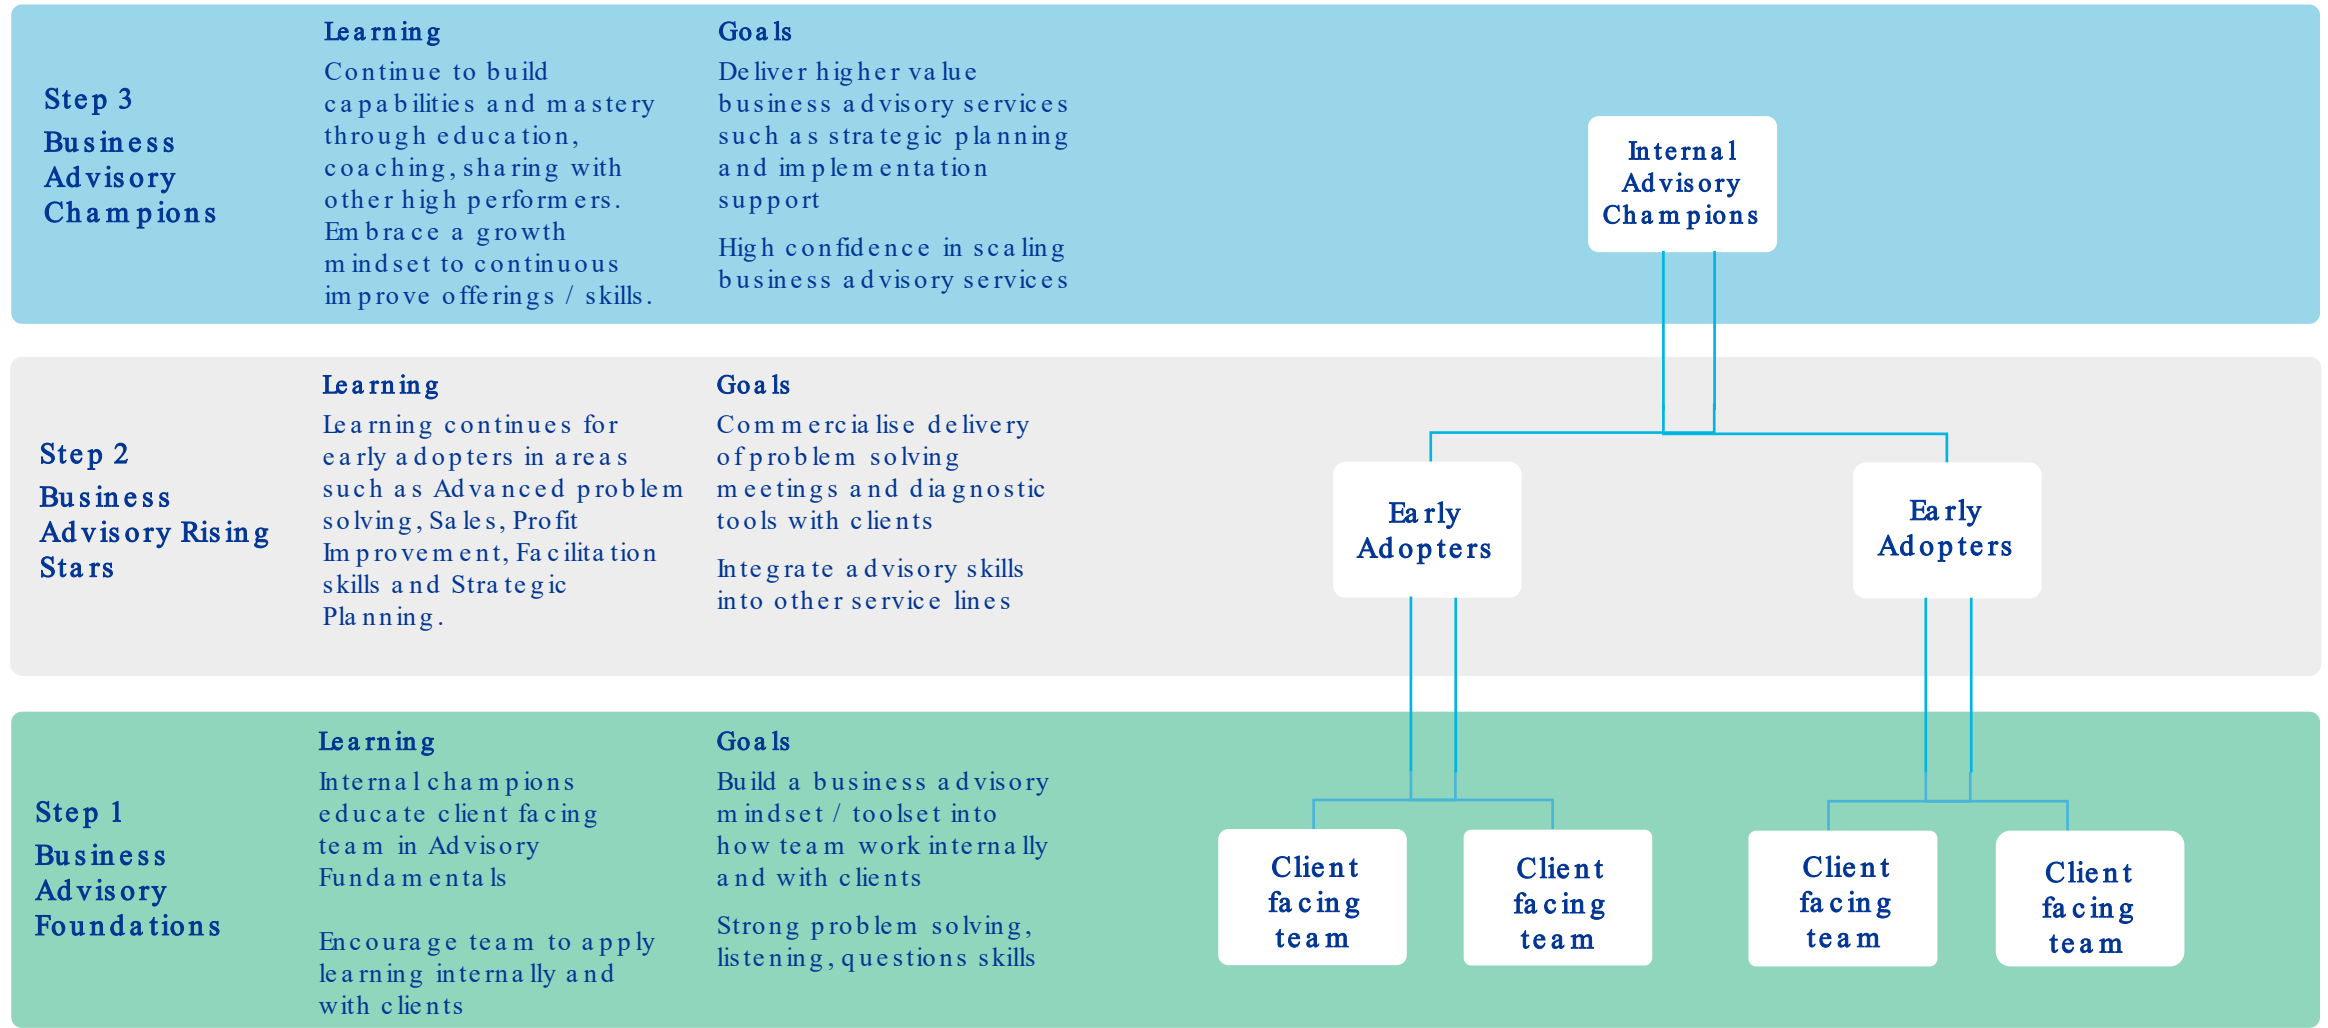 Step 3
Business
Advisory
Champions
Learning
Continue to build
capabilities and mastery
through education,
coaching, sharing with
other high performers.
Embrace a growth
mindset to continuous
improve offerings / skills.
Goals
Deliver higher value
business advisory services
such as strategic planning
and implementation
support
High confidence in scaling
business advisory services
Internal
Advisory
Champions
Step 2
Business
Advisory Rising
Stars
Learning
Learning continues for
early adopters in areas
such as Advanced problem
solving, Sales, Profit
Improvement, Facilitation
skills and Strategic
Planning.
Goals
Commercialise delivery
of problem solving
meetings and diagnostic
tools with clients
Integrate advisory skills
into other service lines
Early
Adopters
Early
Adopters
Step 1
Business
Advisory
Foundations
Learning
Internal champions
educate client facing
team in Advisory
Fundamentals
Encourage team to apply
learning internally and
with clients
Goals
Build a business advisory
mindset / toolset into
how team work internally
and with clients
Strong problem solving,
listening, questions skills
Client
facing
team
Client
facing
team
Client
facing
team
Client
facing
team